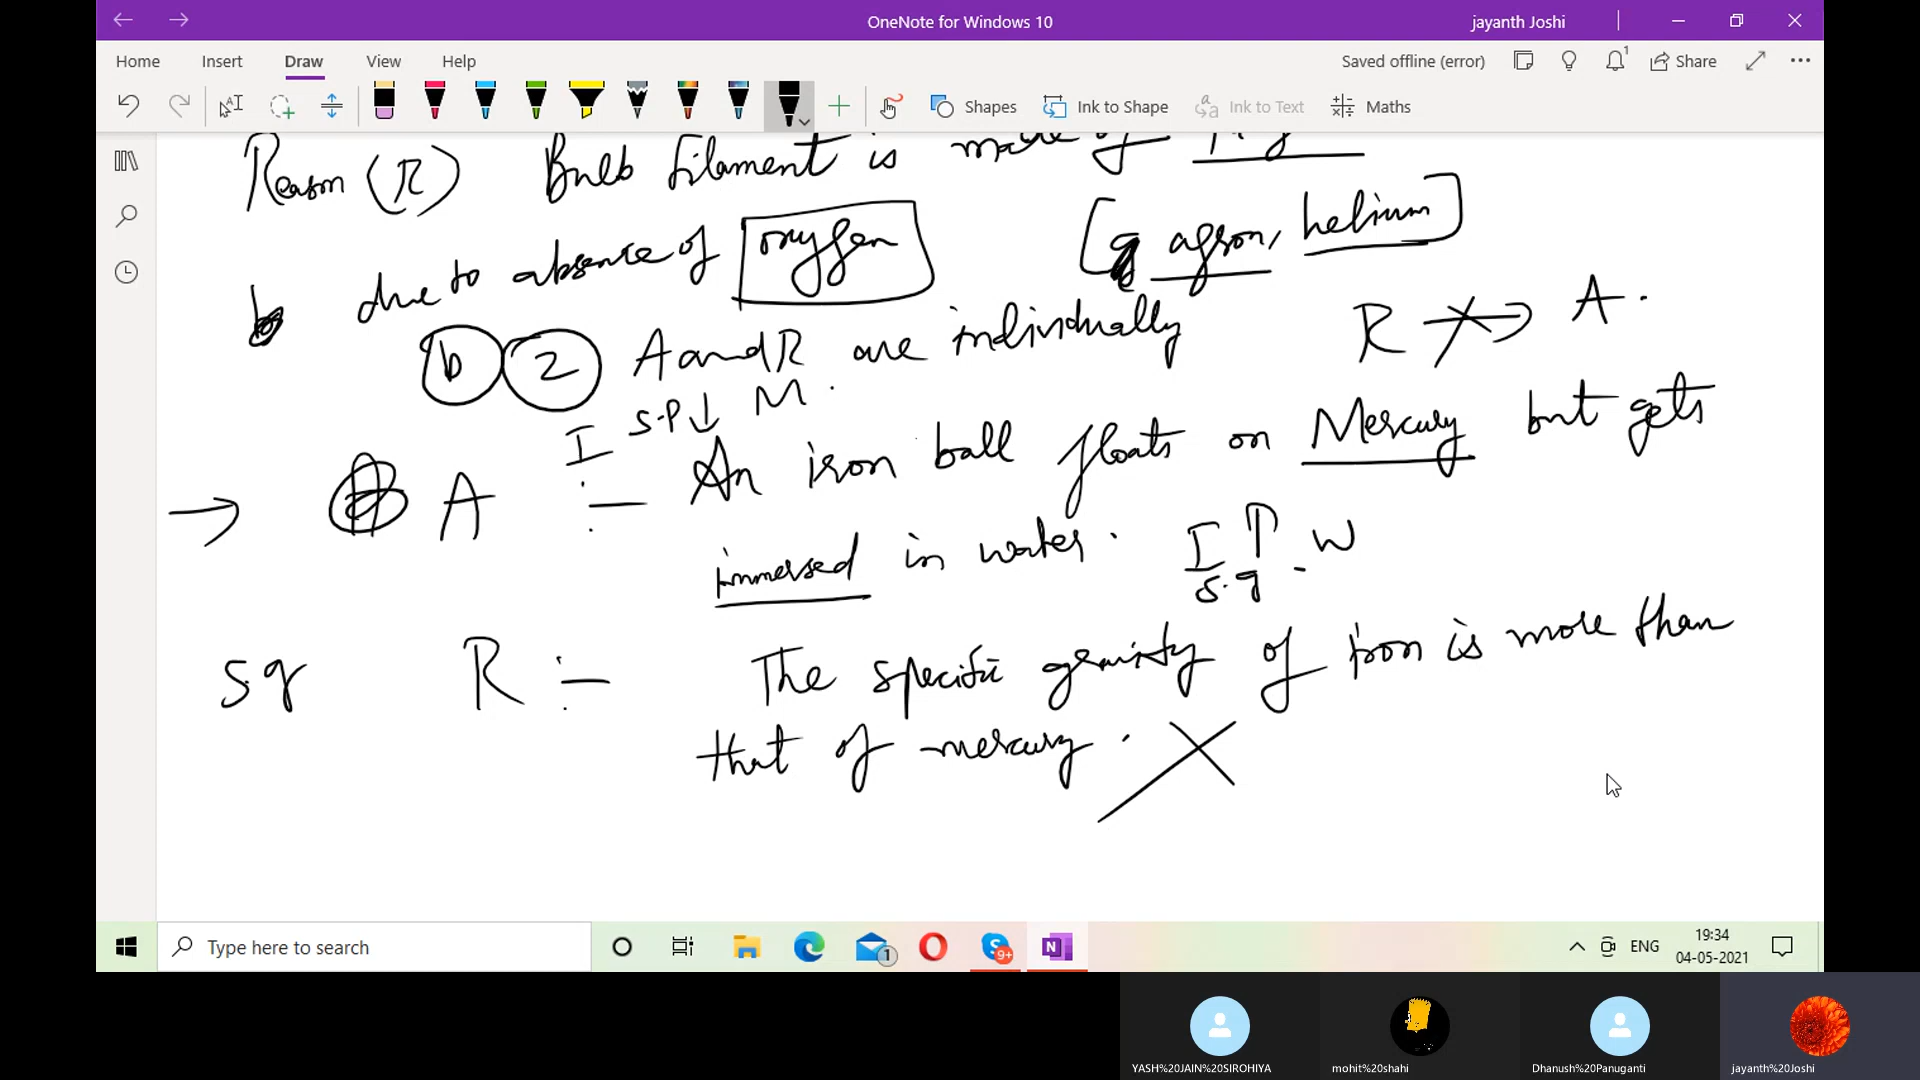 OneNote for Windows 10
jayanth Joshi
Home Insert Draw View Help
Saved offline (error)
Share
Shapes
Ink to Shape
Ink to Text
Maths
Reason (R) Bulb filament is made of
due to absence of oxygen [ argon, helium]
b 2 A and R are individually R → A.
I S.P↓ M.
→ A :- An iron ball floats on Mercury but gets
immersed in water. I ↑ W
S.g
S.g R :- The specific gravity of iron is more than
that of mercury. X
Type here to search
1
9+
ENG
19:34
04-05-2021
YASH%20JAIN%20SIROHIYA
mohit%20shahi
Dhanush%20Panuganti
jayanth%20Joshi